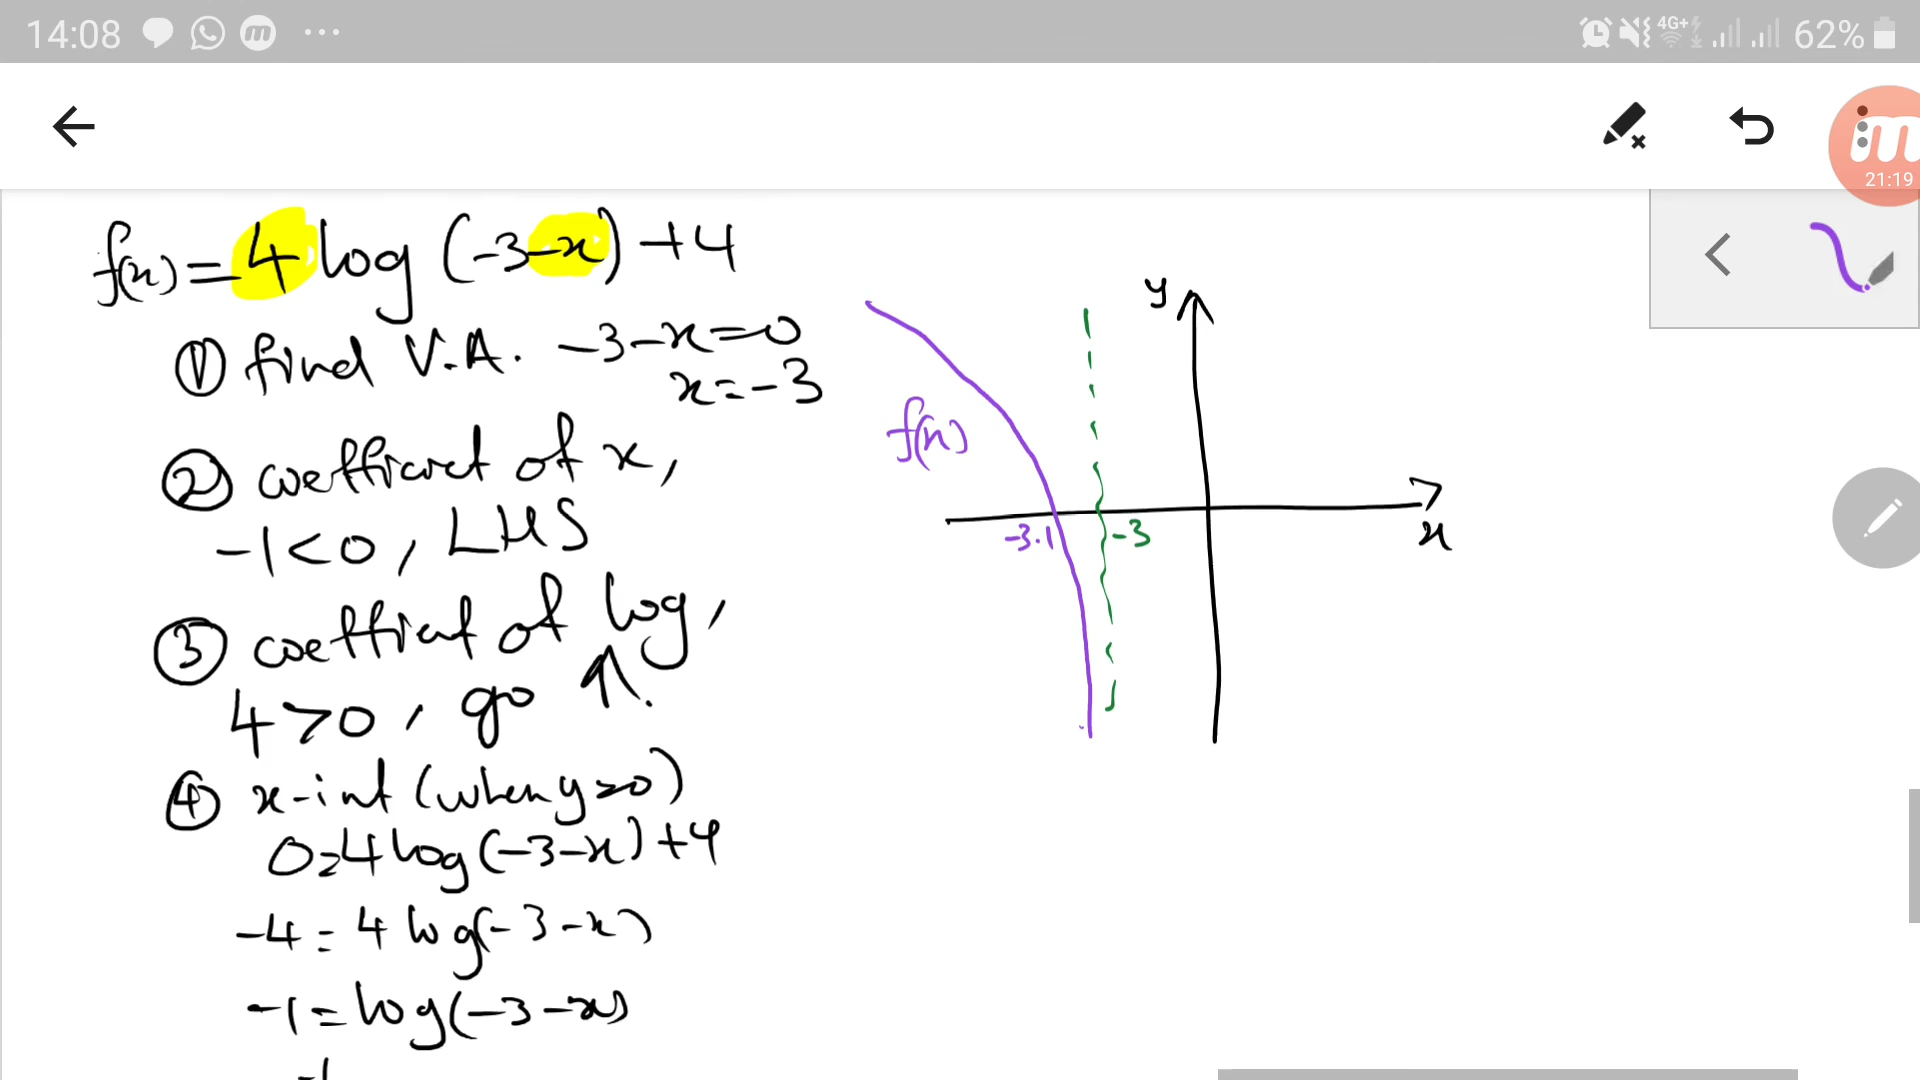 14:08 62%
4G+
21:19
f(x) = 4 log (-3-x) +4
① find V.A. -3-x=0
x=-3
② coefficient of x,
-1<0, LHS
③ coefficient of log,
4>0, go ↑.
④ x-int (when y=0)
0=4 log (-3-x) +4
-4 = 4 log(-3-x)
-1 = log(-3-x)
y
f(x)
-3.1
-3
x